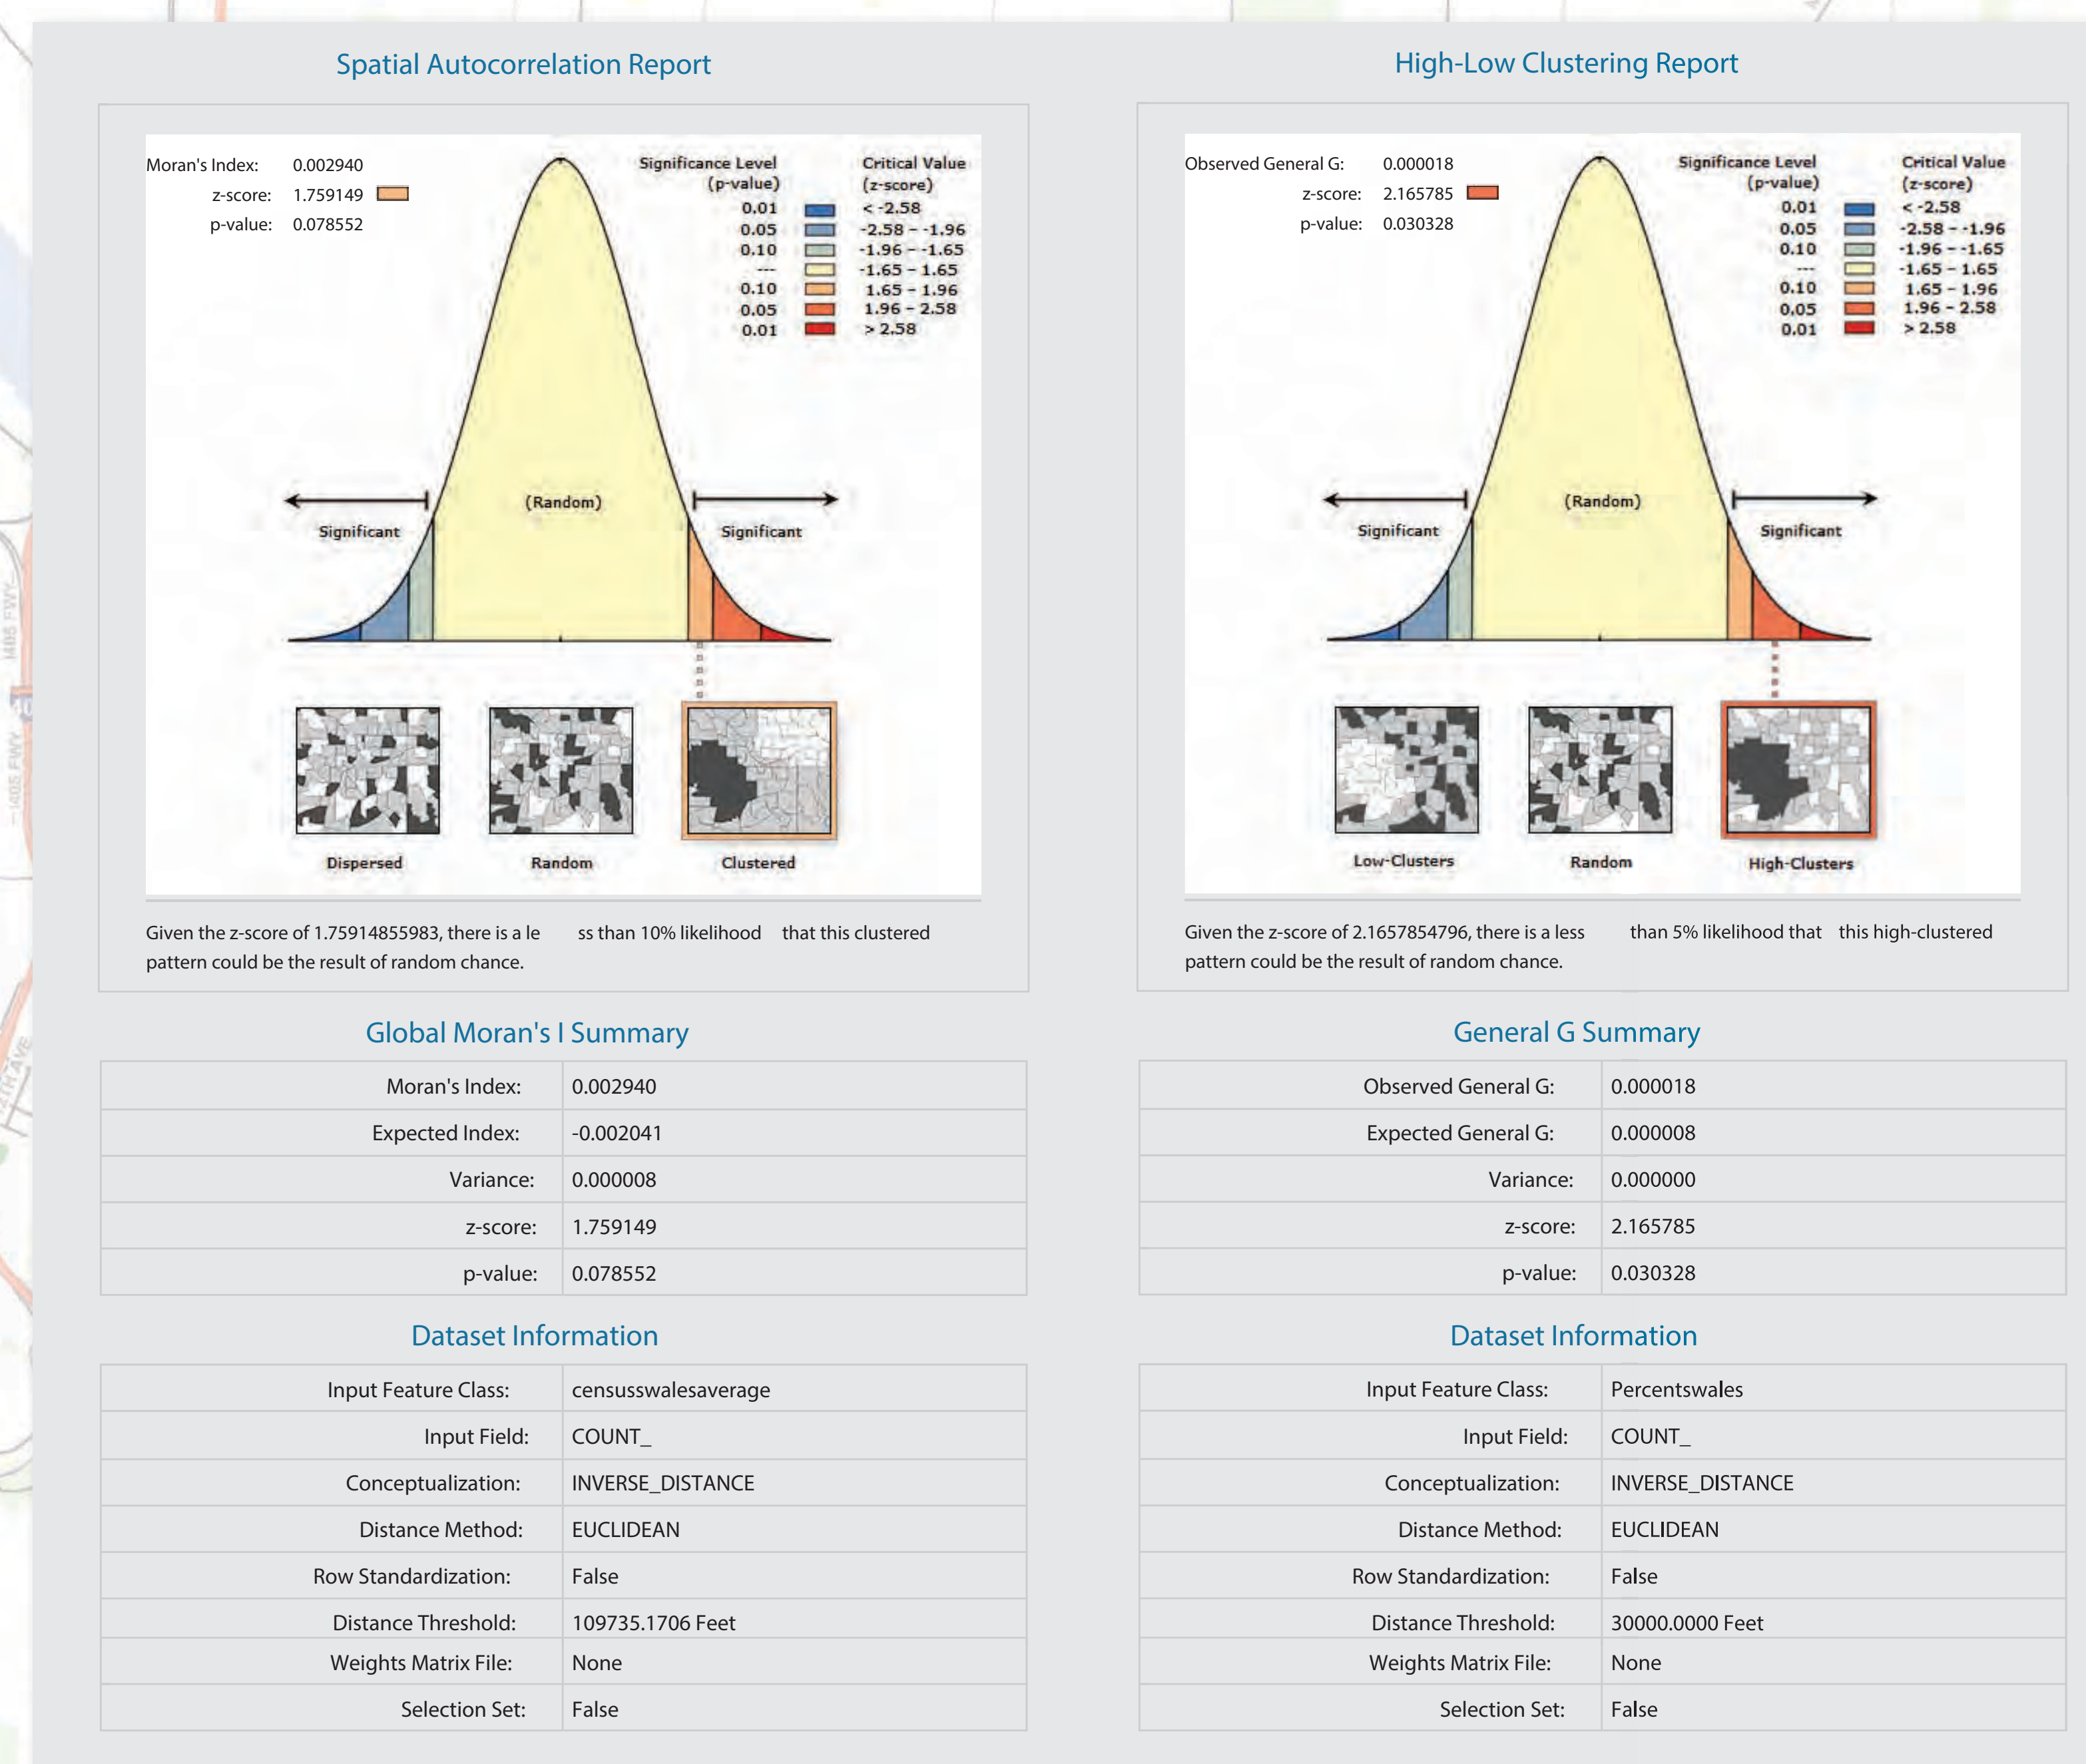 Spatial Autocorrelation Report
Moran's Index: 0.002940
z-score: 1.759149
p-value: 0.078552
Significance Level (p-value) Critical Value (z-score)
0.01 < -2.58
0.05 -2.58 – -1.96
0.10 -1.96 – -1.65
--- -1.65 – 1.65
0.10 1.65 – 1.96
0.05 1.96 – 2.58
0.01 > 2.58
Significant
(Random)
Significant
Dispersed
Random
Clustered
Given the z-score of 1.75914855983, there is a le ss than 10% likelihood that this clustered
pattern could be the result of random chance.
Global Moran's I Summary
Moran's Index: 0.002940
Expected Index: -0.002041
Variance: 0.000008
z-score: 1.759149
p-value: 0.078552
Dataset Information
Input Feature Class: censusswalesaverage
Input Field: COUNT_
Conceptualization: INVERSE_DISTANCE
Distance Method: EUCLIDEAN
Row Standardization: False
Distance Threshold: 109735.1706 Feet
Weights Matrix File: None
Selection Set: False
High-Low Clustering Report
Observed General G: 0.000018
z-score: 2.165785
p-value: 0.030328
Significance Level (p-value) Critical Value (z-score)
0.01 < -2.58
0.05 -2.58 – -1.96
0.10 -1.96 – -1.65
--- -1.65 – 1.65
0.10 1.65 – 1.96
0.05 1.96 – 2.58
0.01 > 2.58
Significant
(Random)
Significant
Low-Clusters
Random
High-Clusters
Given the z-score of 2.1657854796, there is a less than 5% likelihood that this high-clustered
pattern could be the result of random chance.
General G Summary
Observed General G: 0.000018
Expected General G: 0.000008
Variance: 0.000000
z-score: 2.165785
p-value: 0.030328
Dataset Information
Input Feature Class: Percentswales
Input Field: COUNT_
Conceptualization: INVERSE_DISTANCE
Distance Method: EUCLIDEAN
Row Standardization: False
Distance Threshold: 30000.0000 Feet
Weights Matrix File: None
Selection Set: False
I405 FWY
I405 FWY